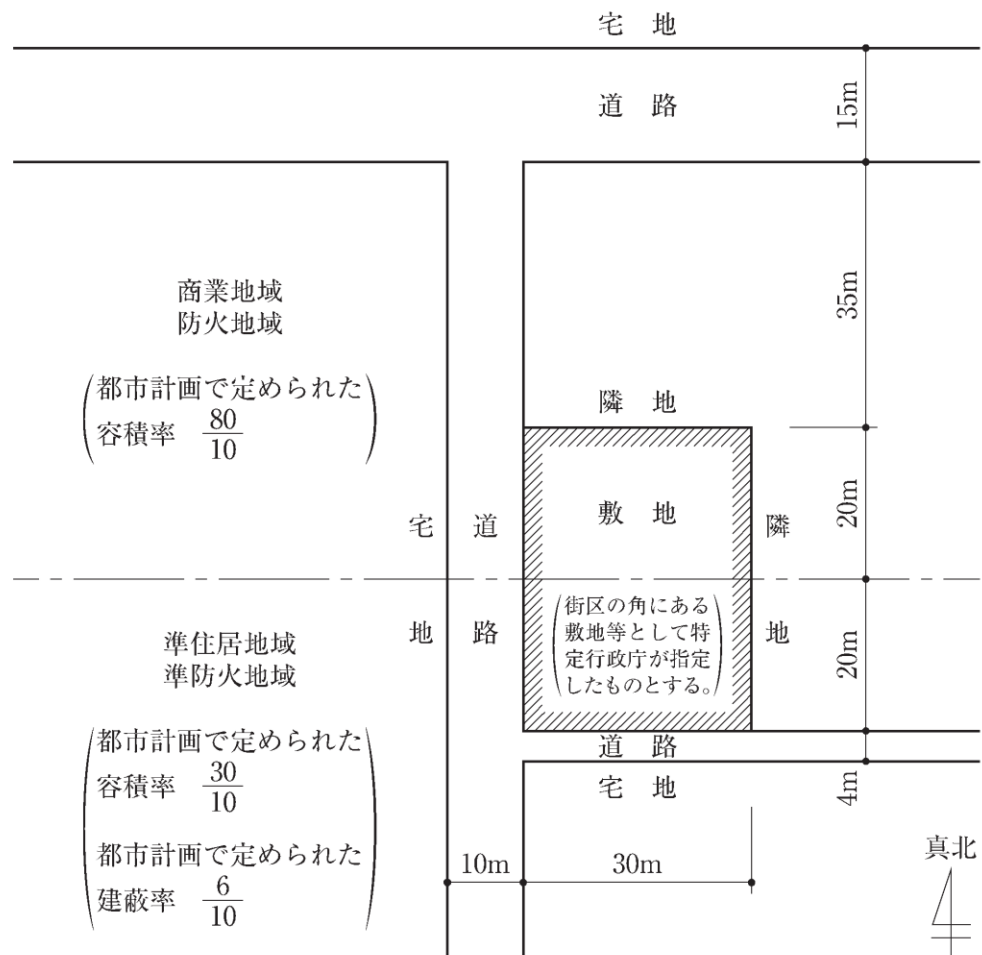 宅 地
道 路
15m
商業地域
防火地域
都市計画で定められた
容積率 80/10
35m
隣 地
敷 地
20m
宅 地
道 路
隣 地
街区の角にある
敷地等として特
定行政庁が指定
したものとする。
20m
準住居地域
準防火地域
都市計画で定められた
容積率 30/10
都市計画で定められた
建蔽率 6/10
道 路
宅 地
4m
10m
30m
真北